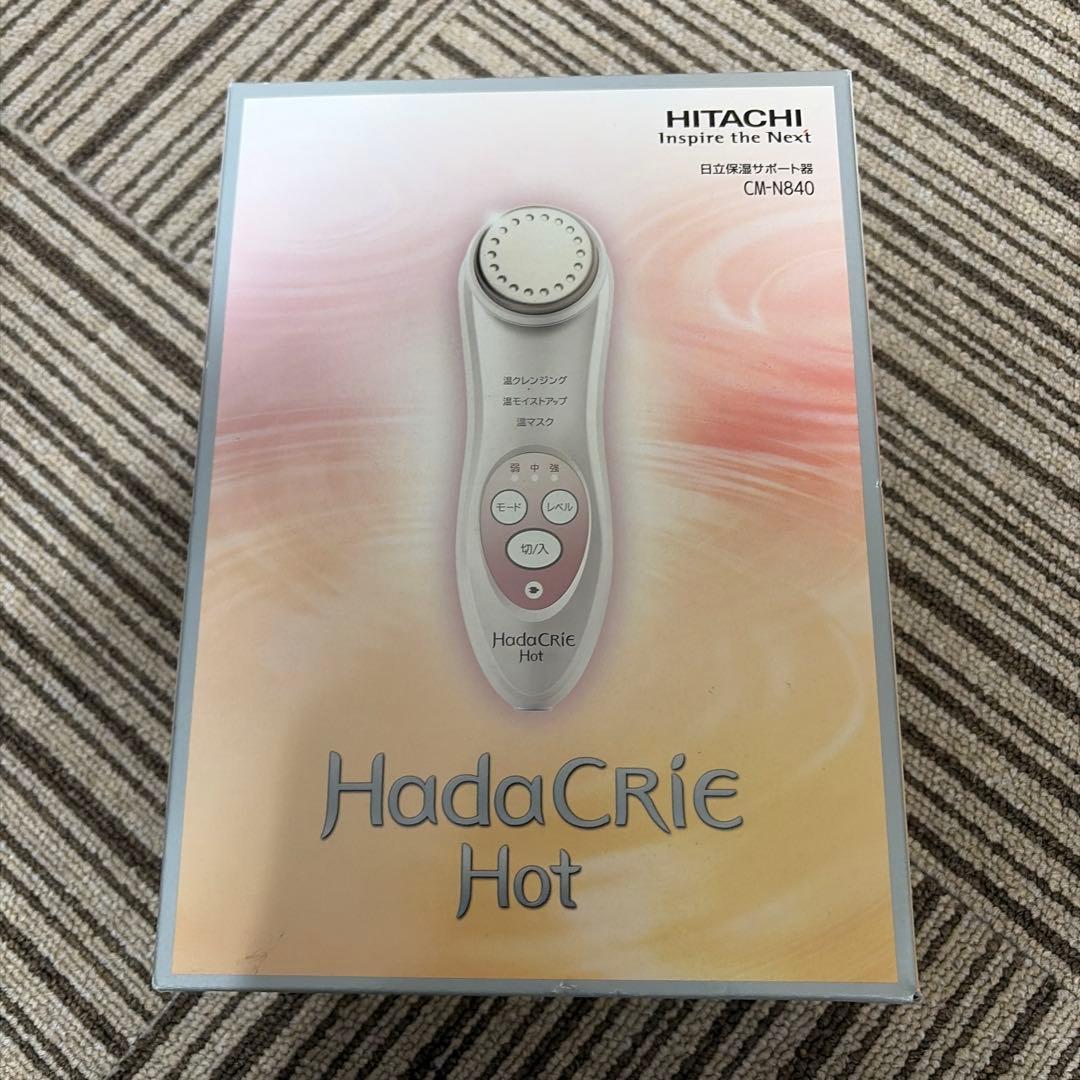 HITACHI
Inspire the Next
日立保湿サポート器
CM-N840
温クレンジング
温モイストアップ
温マスク
弱 中 強
モード レベル
切/入
HadaCRiE
Hot
HadaCRiE
Hot